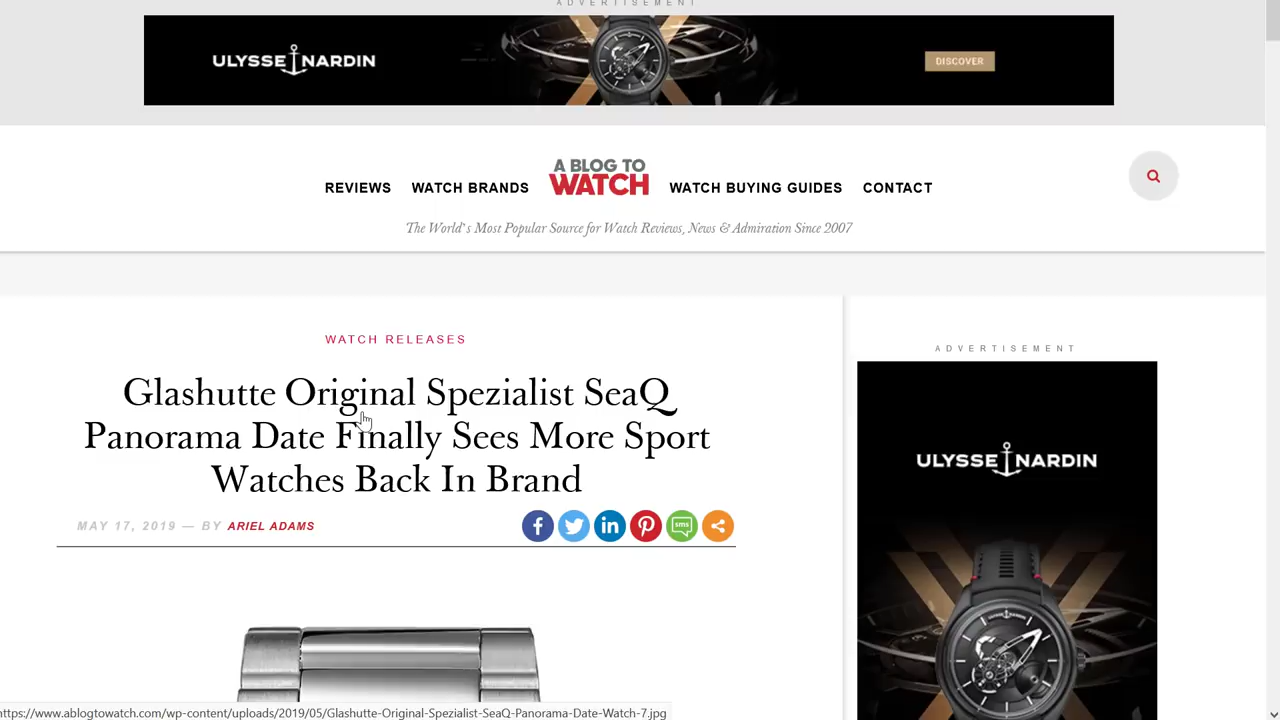 ADVERTISEMENT
ULYSSE NARDIN
DISCOVER
REVIEWS
WATCH BRANDS
A BLOG TO
WATCH
WATCH BUYING GUIDES
CONTACT
The World's Most Popular Source for Watch Reviews, News & Admiration Since 2007
WATCH RELEASES
Glashutte Original Spezialist SeaQ
Panorama Date Finally Sees More Sport
Watches Back In Brand
MAY 17, 2019 — BY ARIEL ADAMS
sms
ADVERTISEMENT
ULYSSE NARDIN
https://www.ablogtowatch.com/wp-content/uploads/2019/05/Glashutte-Original-Spezialist-SeaQ-Panorama-Date-Watch-7.jpg